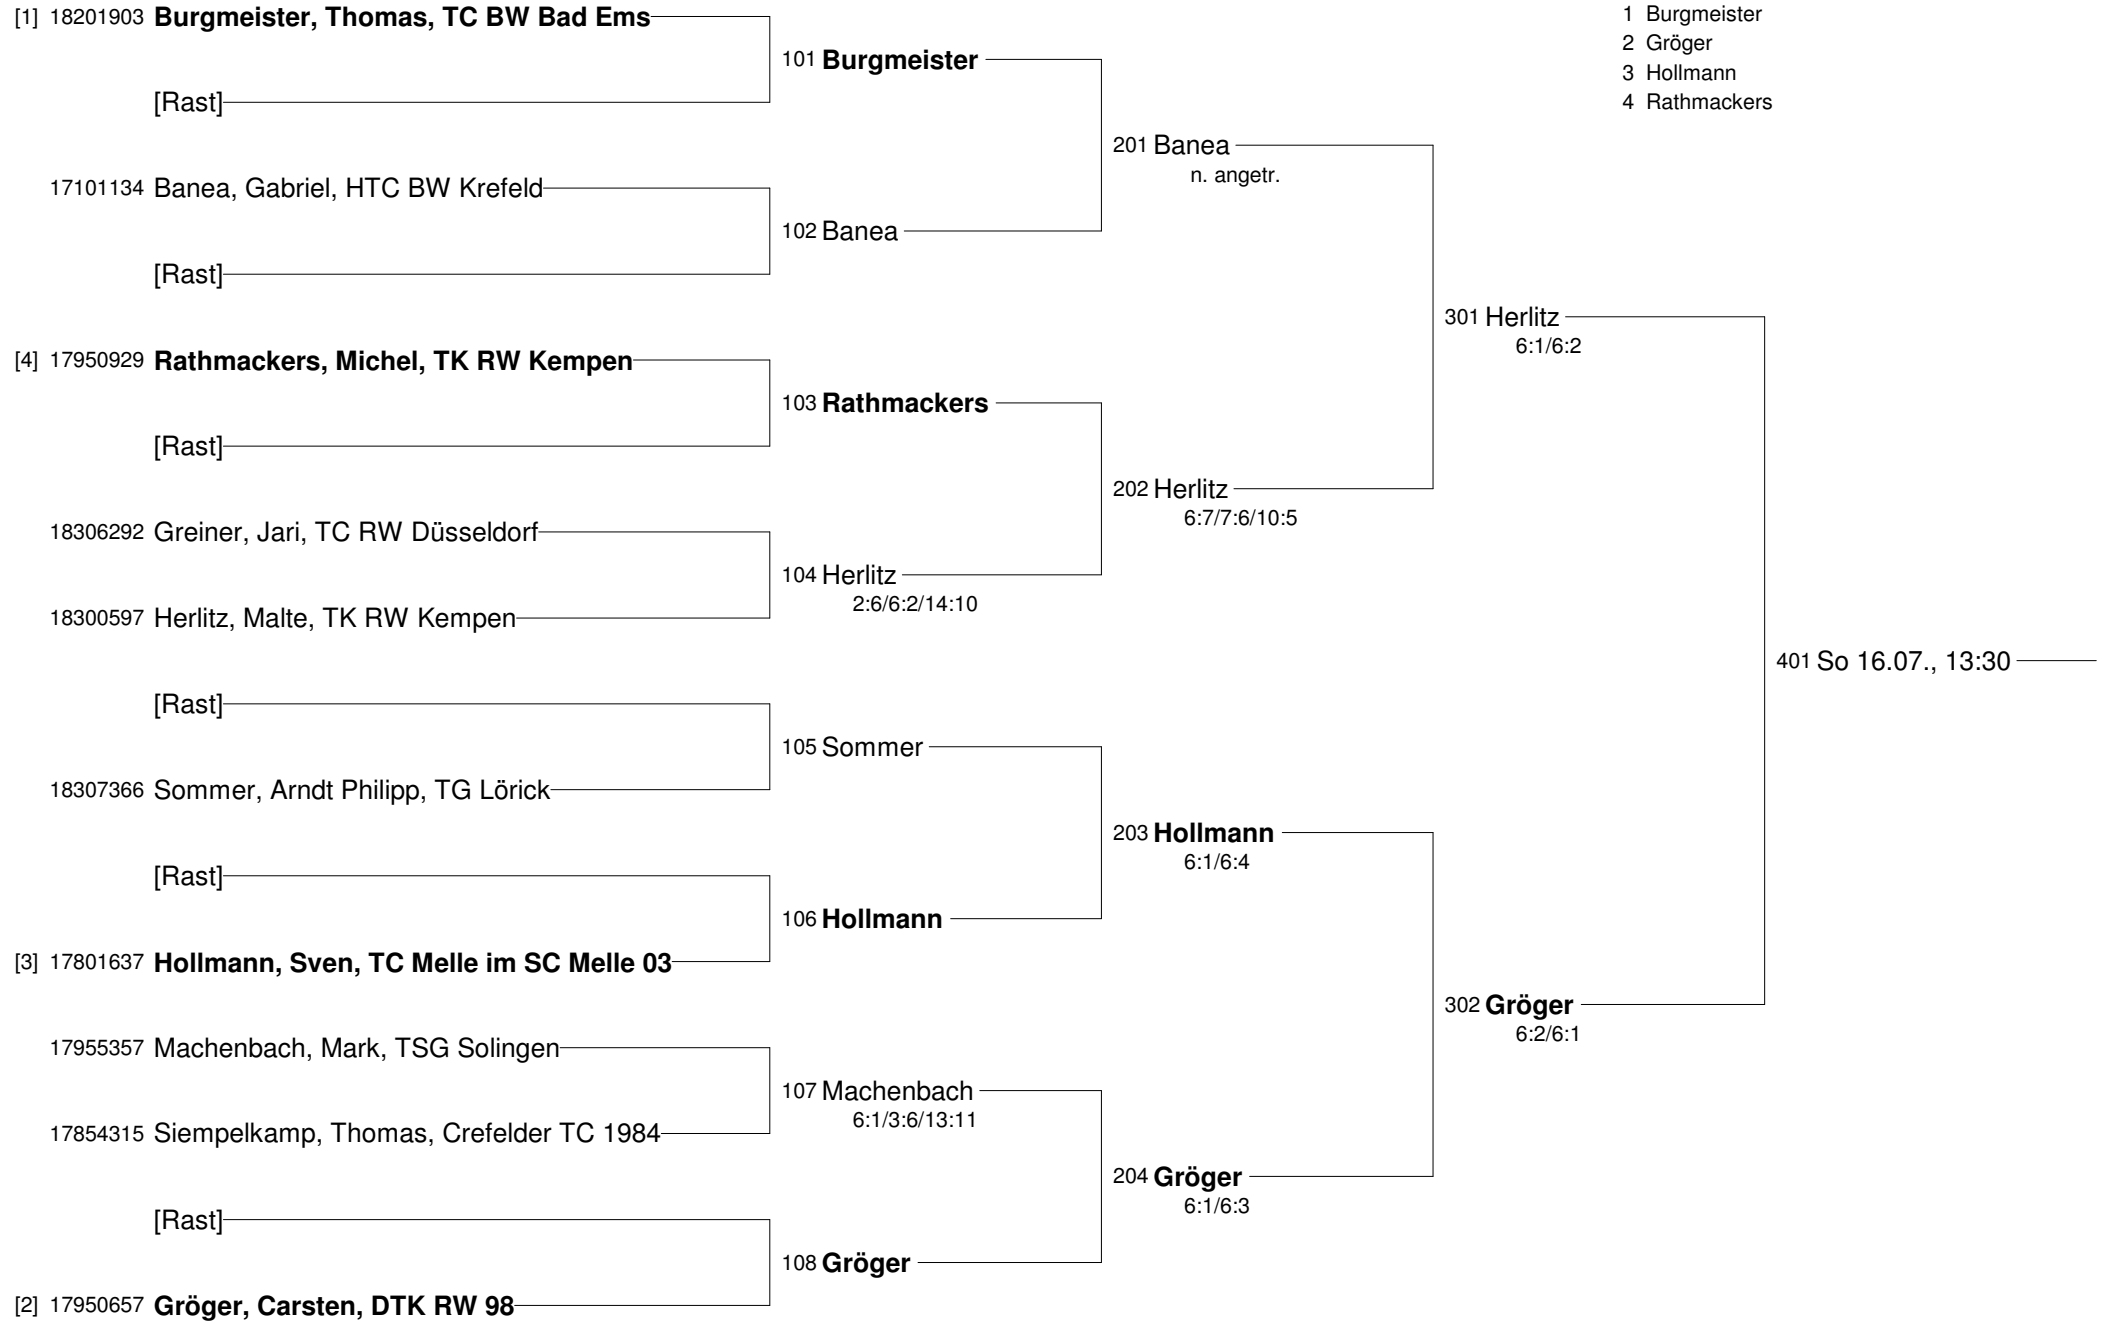 [1] 18201903 Burgmeister, Thomas, TC BW Bad Ems
[Rast]
17101134 Banea, Gabriel, HTC BW Krefeld
[Rast]
[4] 17950929 Rathmackers, Michel, TK RW Kempen
[Rast]
18306292 Greiner, Jari, TC RW Düsseldorf
18300597 Herlitz, Malte, TK RW Kempen
[Rast]
18307366 Sommer, Arndt Philipp, TG Lörick
[Rast]
[3] 17801637 Hollmann, Sven, TC Melle im SC Melle 03
17955357 Machenbach, Mark, TSG Solingen
17854315 Siempelkamp, Thomas, Crefelder TC 1984
[Rast]
[2] 17950657 Gröger, Carsten, DTK RW 98
101 Burgmeister
102 Banea
103 Rathmackers
104 Herlitz
2:6/6:2/14:10
105 Sommer
106 Hollmann
107 Machenbach
6:1/3:6/13:11
108 Gröger
201 Banea
n. angetr.
202 Herlitz
6:7/7:6/10:5
203 Hollmann
6:1/6:4
204 Gröger
6:1/6:3
301 Herlitz
6:1/6:2
302 Gröger
6:2/6:1
401 So 16.07., 13:30
1 Burgmeister
2 Gröger
3 Hollmann
4 Rathmackers